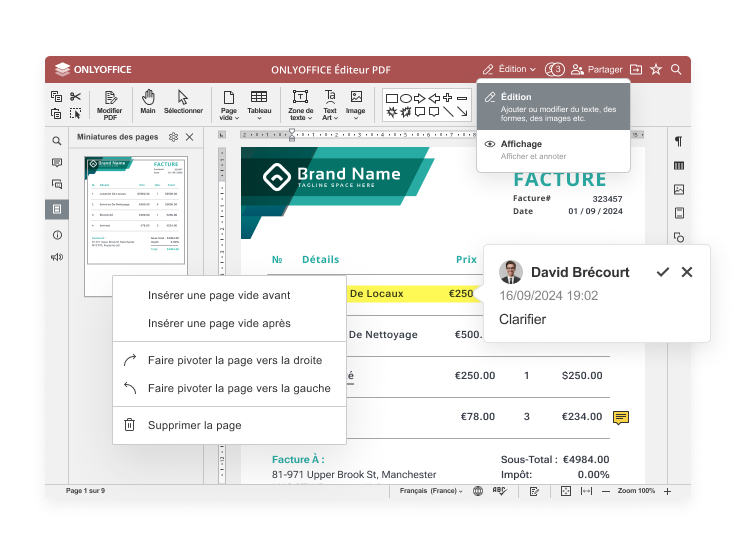 ONLYOFFICE
ONLYOFFICE Éditeur PDF
Édition
3
Partager
Modifier
PDF
Main
Sélectionner
Page
vide
Tableau
Zone de
texte
Text
Art
Image
Édition
Ajouter ou modifier du texte, des
formes, des images etc.
Affichage
Afficher et annoter
Miniatures des pages
Brand Name
FACTURE
Brand Name
TAGLINE SPACE HERE
FACTURE
Facture# 323457
Date 01 / 09 / 2024
№ Détails Prix
De Locaux €250
De Nettoyage €500.
é €250.00 1 $250.00
€78.00 3 €234.00
Facture À :
81-971 Upper Brook St, Manchester
Sous-Total : €4984.00
Impôt: 0.00%
David Brécourt
16/09/2024 19:02
Clarifier
Insérer une page vide avant
Insérer une page vide après
Faire pivoter la page vers la droite
Faire pivoter la page vers la gauche
Supprimer la page
Page 1 sur 9
Français (France)
ABC
Zoom 100%